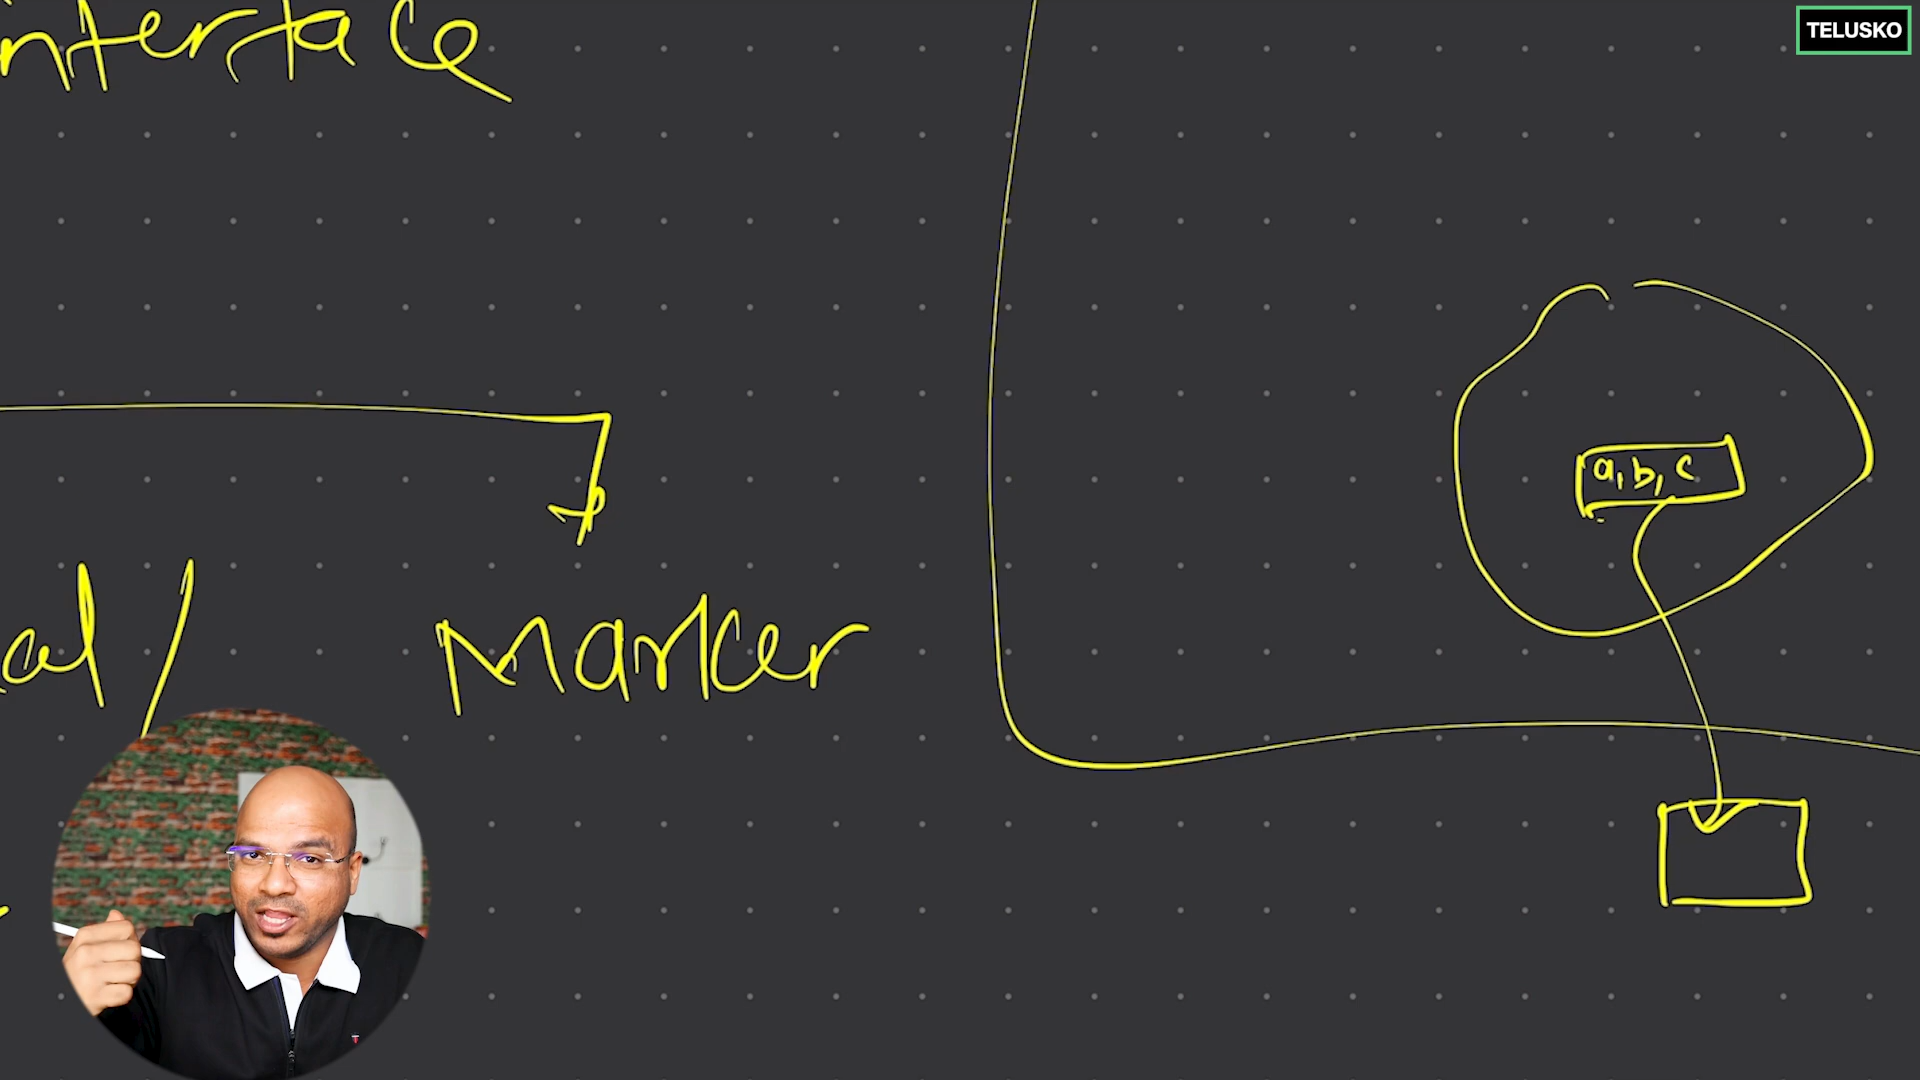 TELUSKO
nterface
a, b, c
al/ Marker